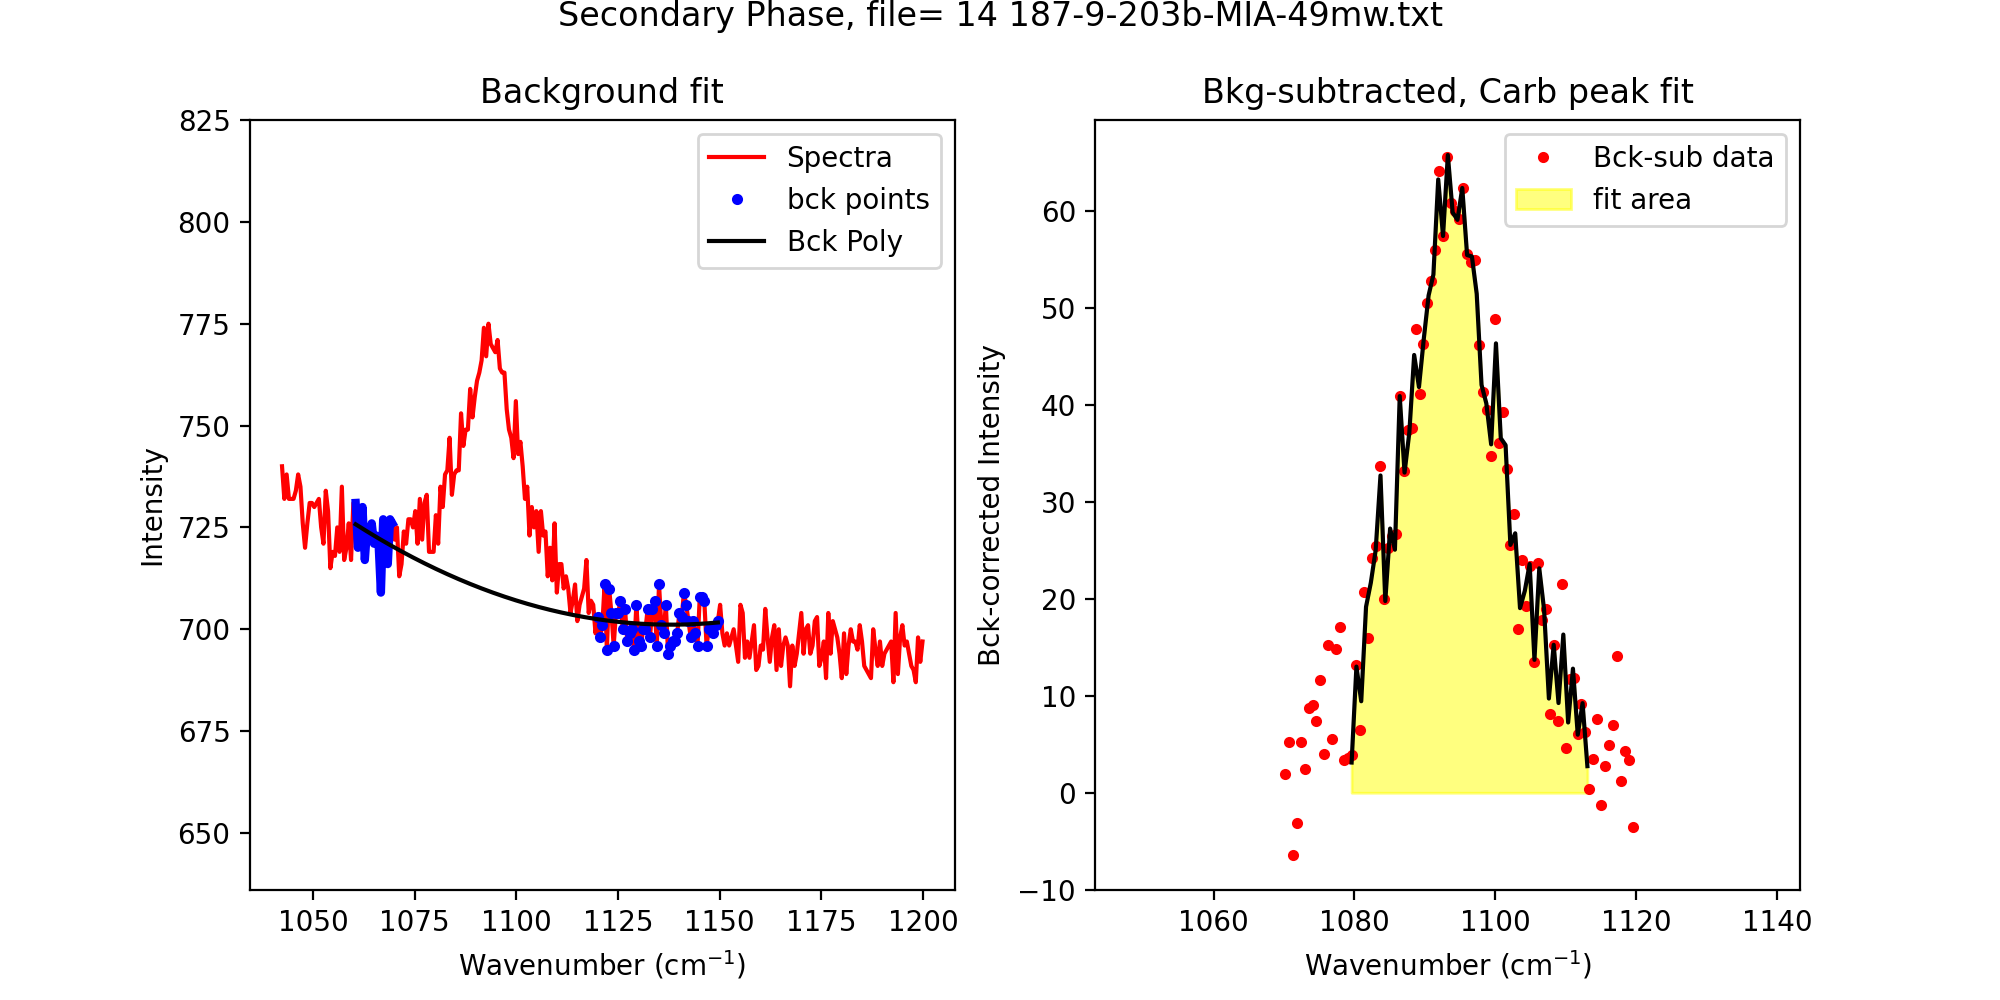 Secondary Phase, file= 14 187-9-203b-MIA-49mw.txt
Background fit
825
800
775
750
725
700
675
650
Intensity
Spectra
bck points
Bck Poly
1050 1075 1100 1125 1150 1175 1200
Wavenumber (cm⁻¹)
Bkg-subtracted, Carb peak fit
60
50
40
30
20
10
0
−10
Bck-corrected Intensity
Bck-sub data
fit area
1060 1080 1100 1120 1140
Wavenumber (cm⁻¹)